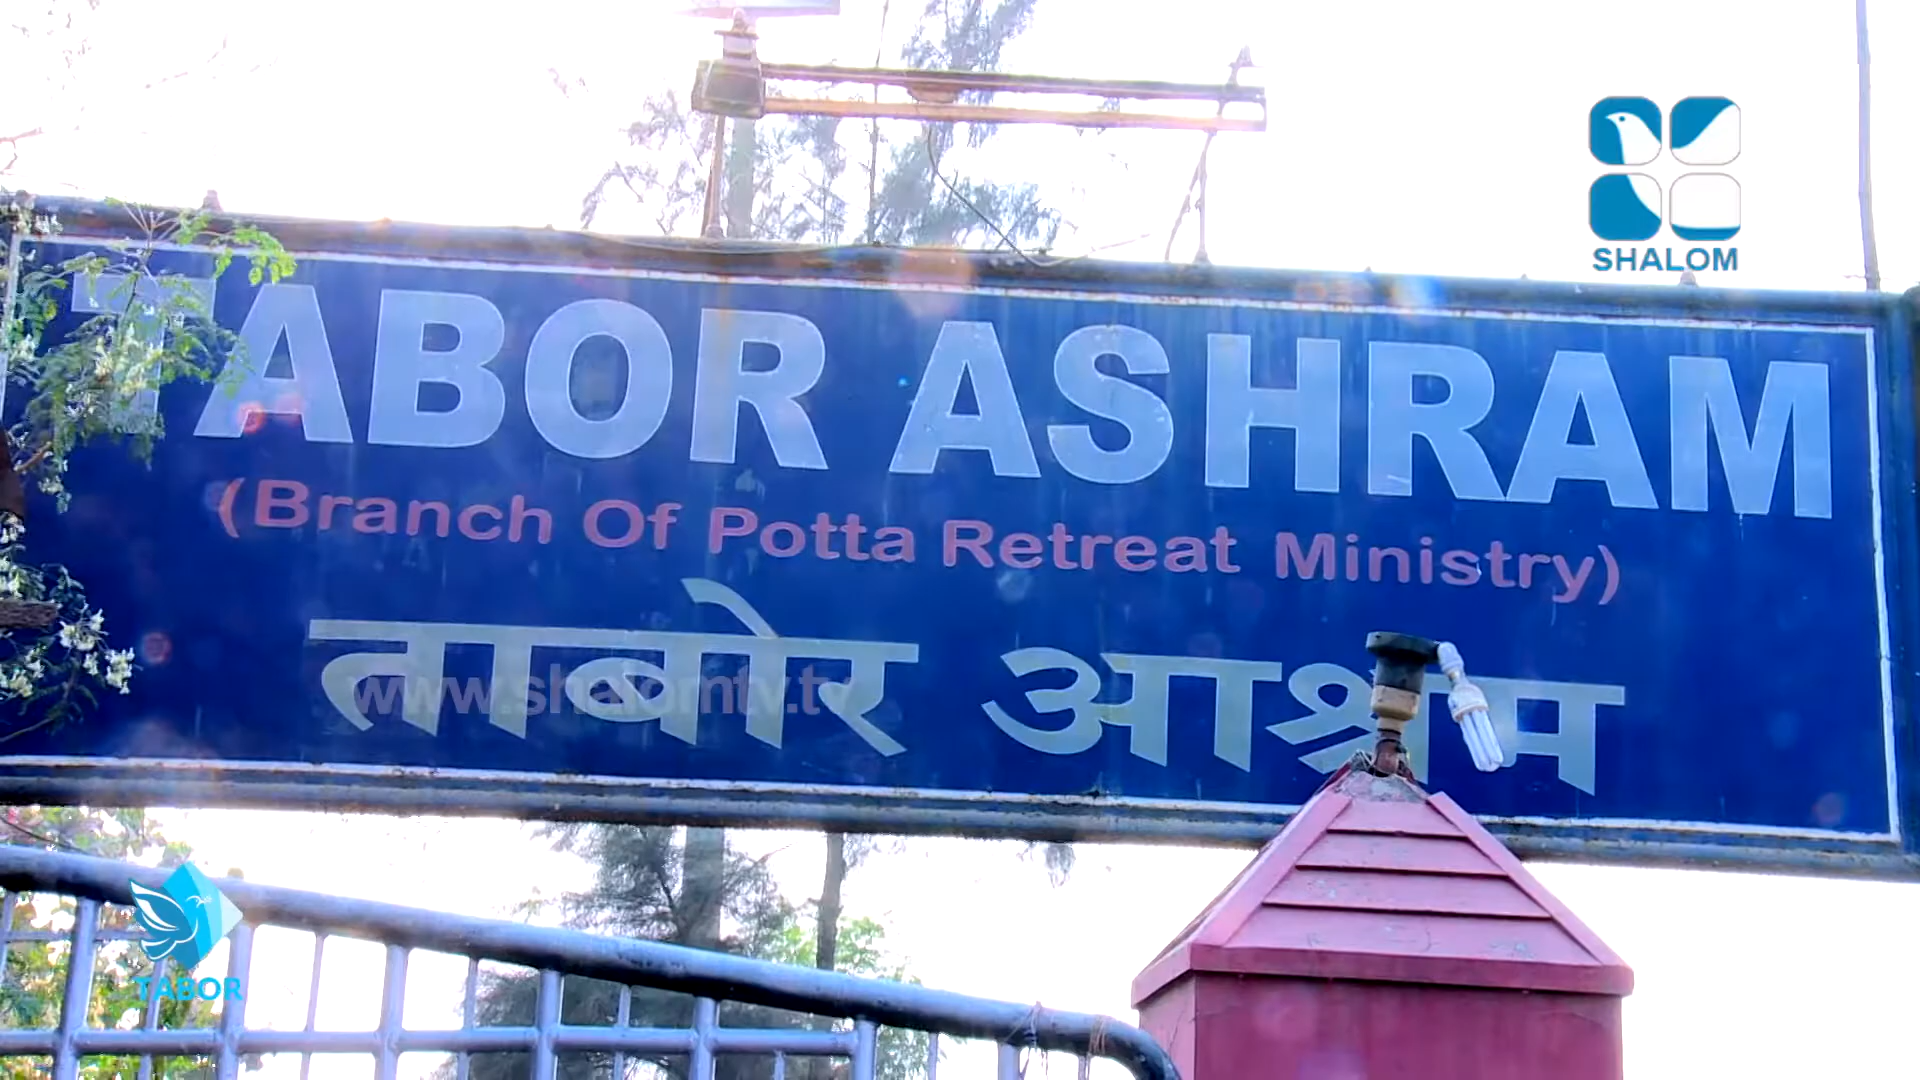 SHALOM
TABOR ASHRAM
(Branch Of Potta Retreat Ministry)
ताबोर आश्रम
www.shalomtv.tv
TABOR